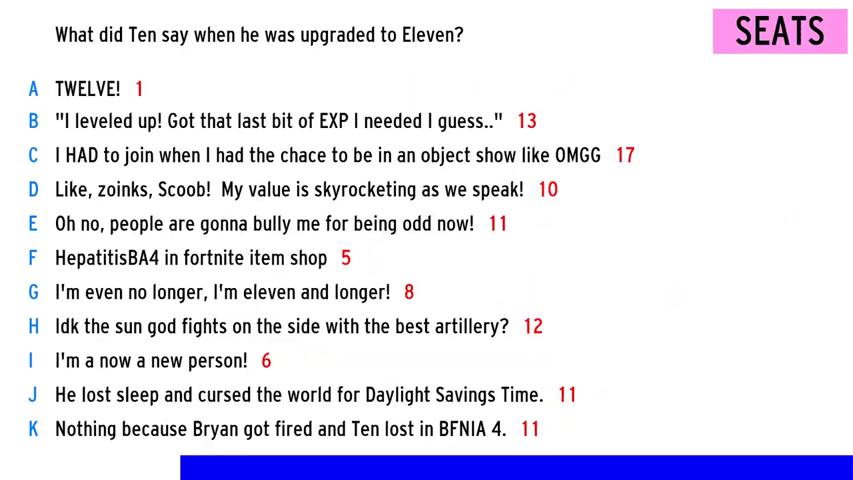 What did Ten say when he was upgraded to Eleven?
SEATS
A TWELVE! 1
B "I leveled up! Got that last bit of EXP I needed I guess.." 13
C I HAD to join when I had the chace to be in an object show like OMGG 17
D Like, zoinks, Scoob! My value is skyrocketing as we speak! 10
E Oh no, people are gonna bully me for being odd now! 11
F HepatitisBA4 in fortnite item shop 5
G I'm even no longer, I'm eleven and longer! 8
H Idk the sun god fights on the side with the best artillery? 12
I I'm a now a new person! 6
J He lost sleep and cursed the world for Daylight Savings Time. 11
K Nothing because Bryan got fired and Ten lost in BFNIA 4. 11